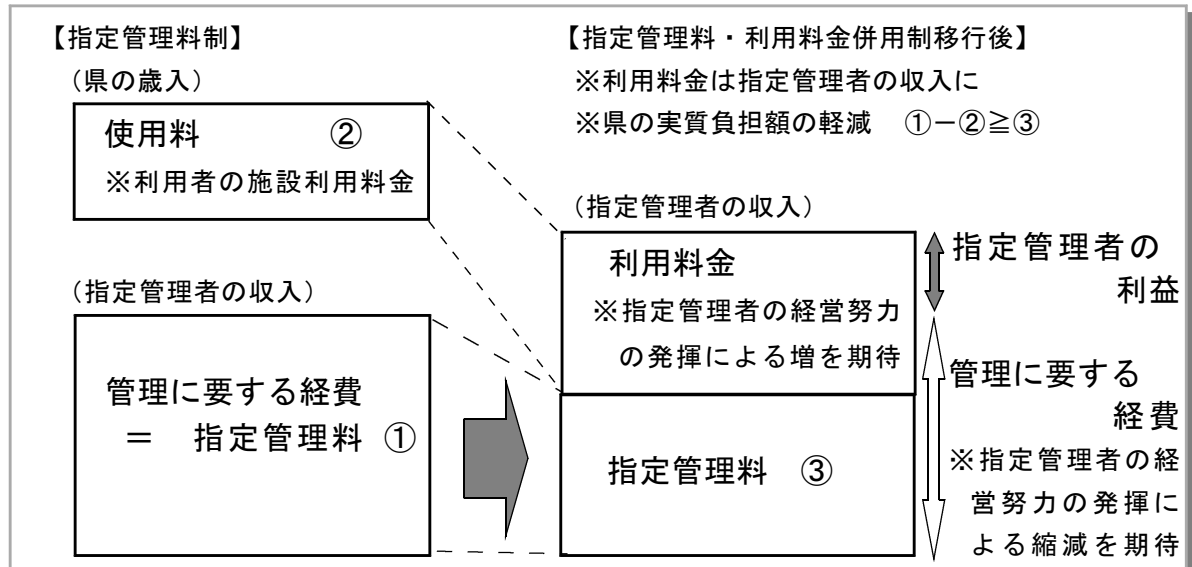 【指定管理料制】
(県の歳入)
使用料 ②
※利用者の施設利用料金
(指定管理者の収入)
管理に要する経費
= 指定管理料 ①
【指定管理料・利用料金併用制移行後】
※利用料金は指定管理者の収入に
※県の実質負担額の軽減 ①-②≧③
(指定管理者の収入)
利用料金
※指定管理者の経営努力
の発揮による増を期待
指定管理料 ③
指定管理者の
利益
管理に要する
経費
※指定管理者の経
営努力の発揮に
よる縮減を期待